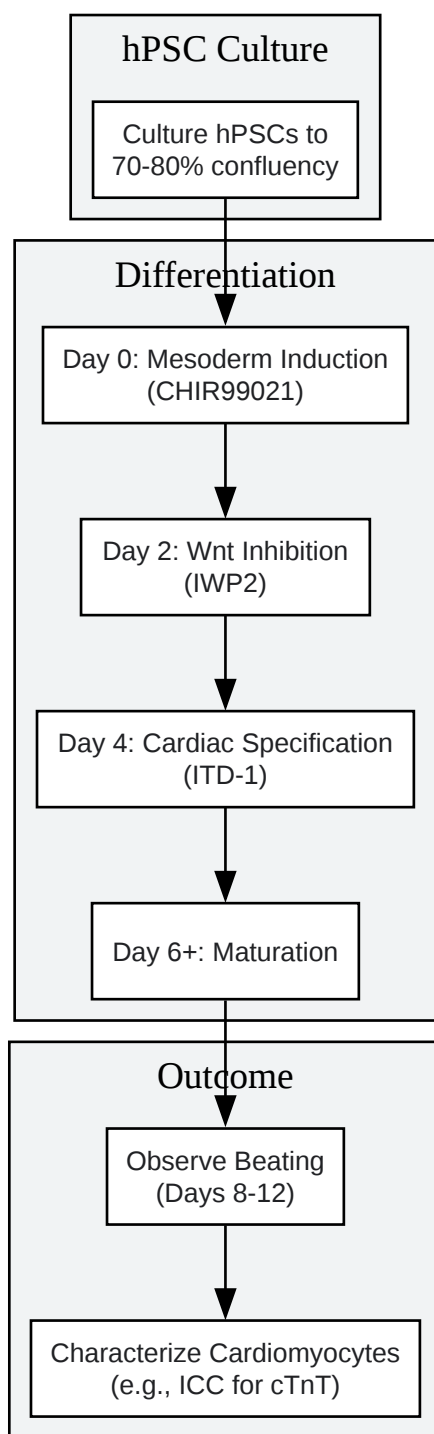 hPSC Culture
Culture hPSCs to
70-80% confluency
Differentiation
Day 0: Mesoderm Induction
(CHIR99021)
Day 2: Wnt Inhibition
(IWP2)
Day 4: Cardiac Specification
(ITD-1)
Day 6+: Maturation
Outcome
Observe Beating
(Days 8-12)
Characterize Cardiomyocytes
(e.g., ICC for cTnT)